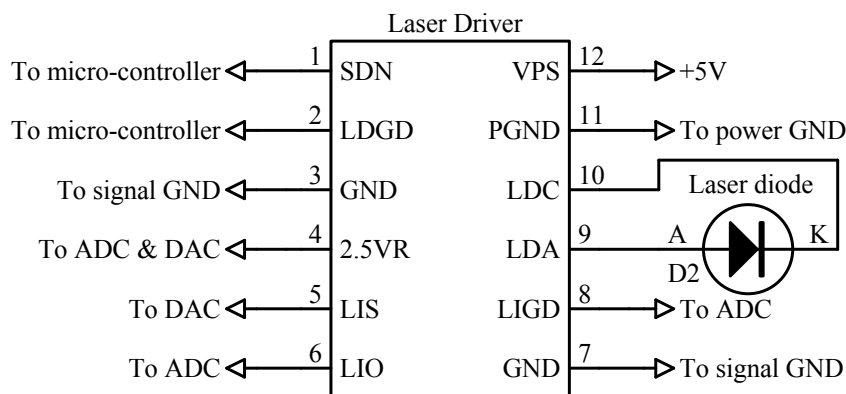 Laser Driver
To micro-controller 1 SDN VPS 12 +5V
To micro-controller 2 LDGD PGND 11 To power GND
To signal GND 3 GND LDC 10
Laser diode
To ADC & DAC 4 2.5VR LDA 9 A K
D2
To DAC 5 LIS LIGD 8 To ADC
To ADC 6 LIO GND 7 To signal GND